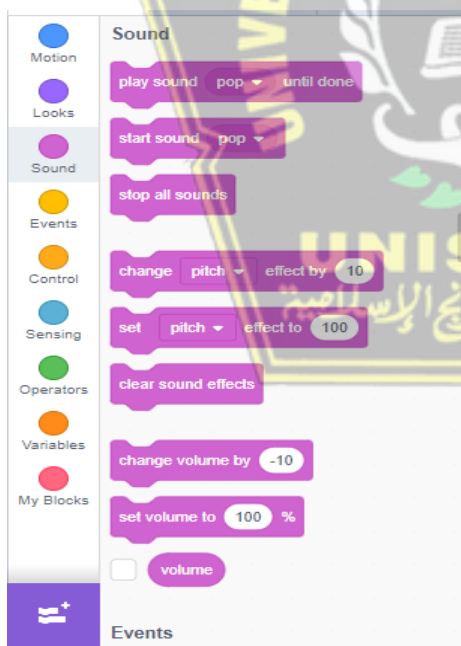 Sound
Motion
play sound pop until done
Looks
start sound pop
Sound
stop all sounds
Events
Control
change pitch effect by 10
Sensing
set pitch effect to 100
Operators
clear sound effects
Variables
change volume by -10
My Blocks
set volume to 100 %
volume
Events
UNIVE
UNIS